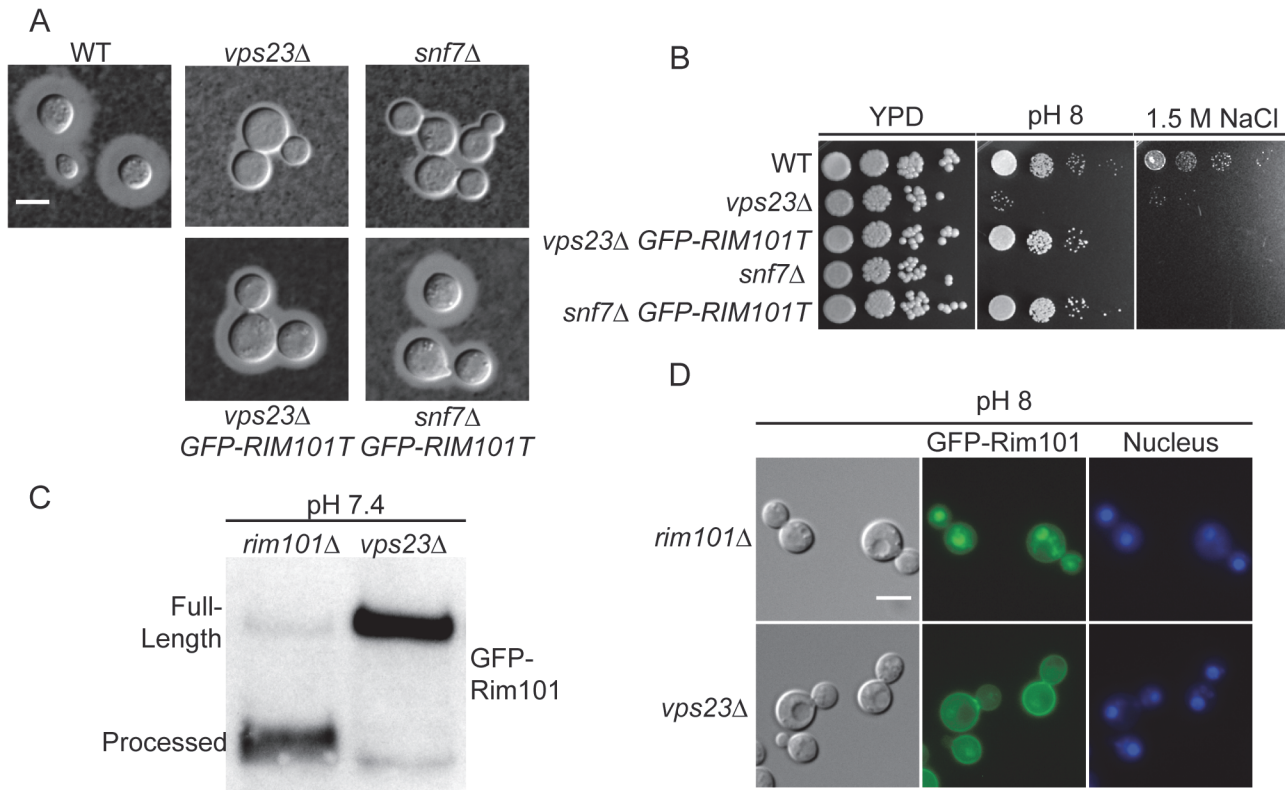 A
WT
vps23Δ
snf7Δ
vps23Δ
GFP-RIM101T
snf7Δ
GFP-RIM101T
B
YPD
pH 8
1.5 M NaCl
WT
vps23Δ
vps23Δ GFP-RIM101T
snf7Δ
snf7Δ GFP-RIM101T
C
pH 7.4
rim101Δ
vps23Δ
Full-
Length
Processed
GFP-
Rim101
D
pH 8
GFP-Rim101
Nucleus
rim101Δ
vps23Δ